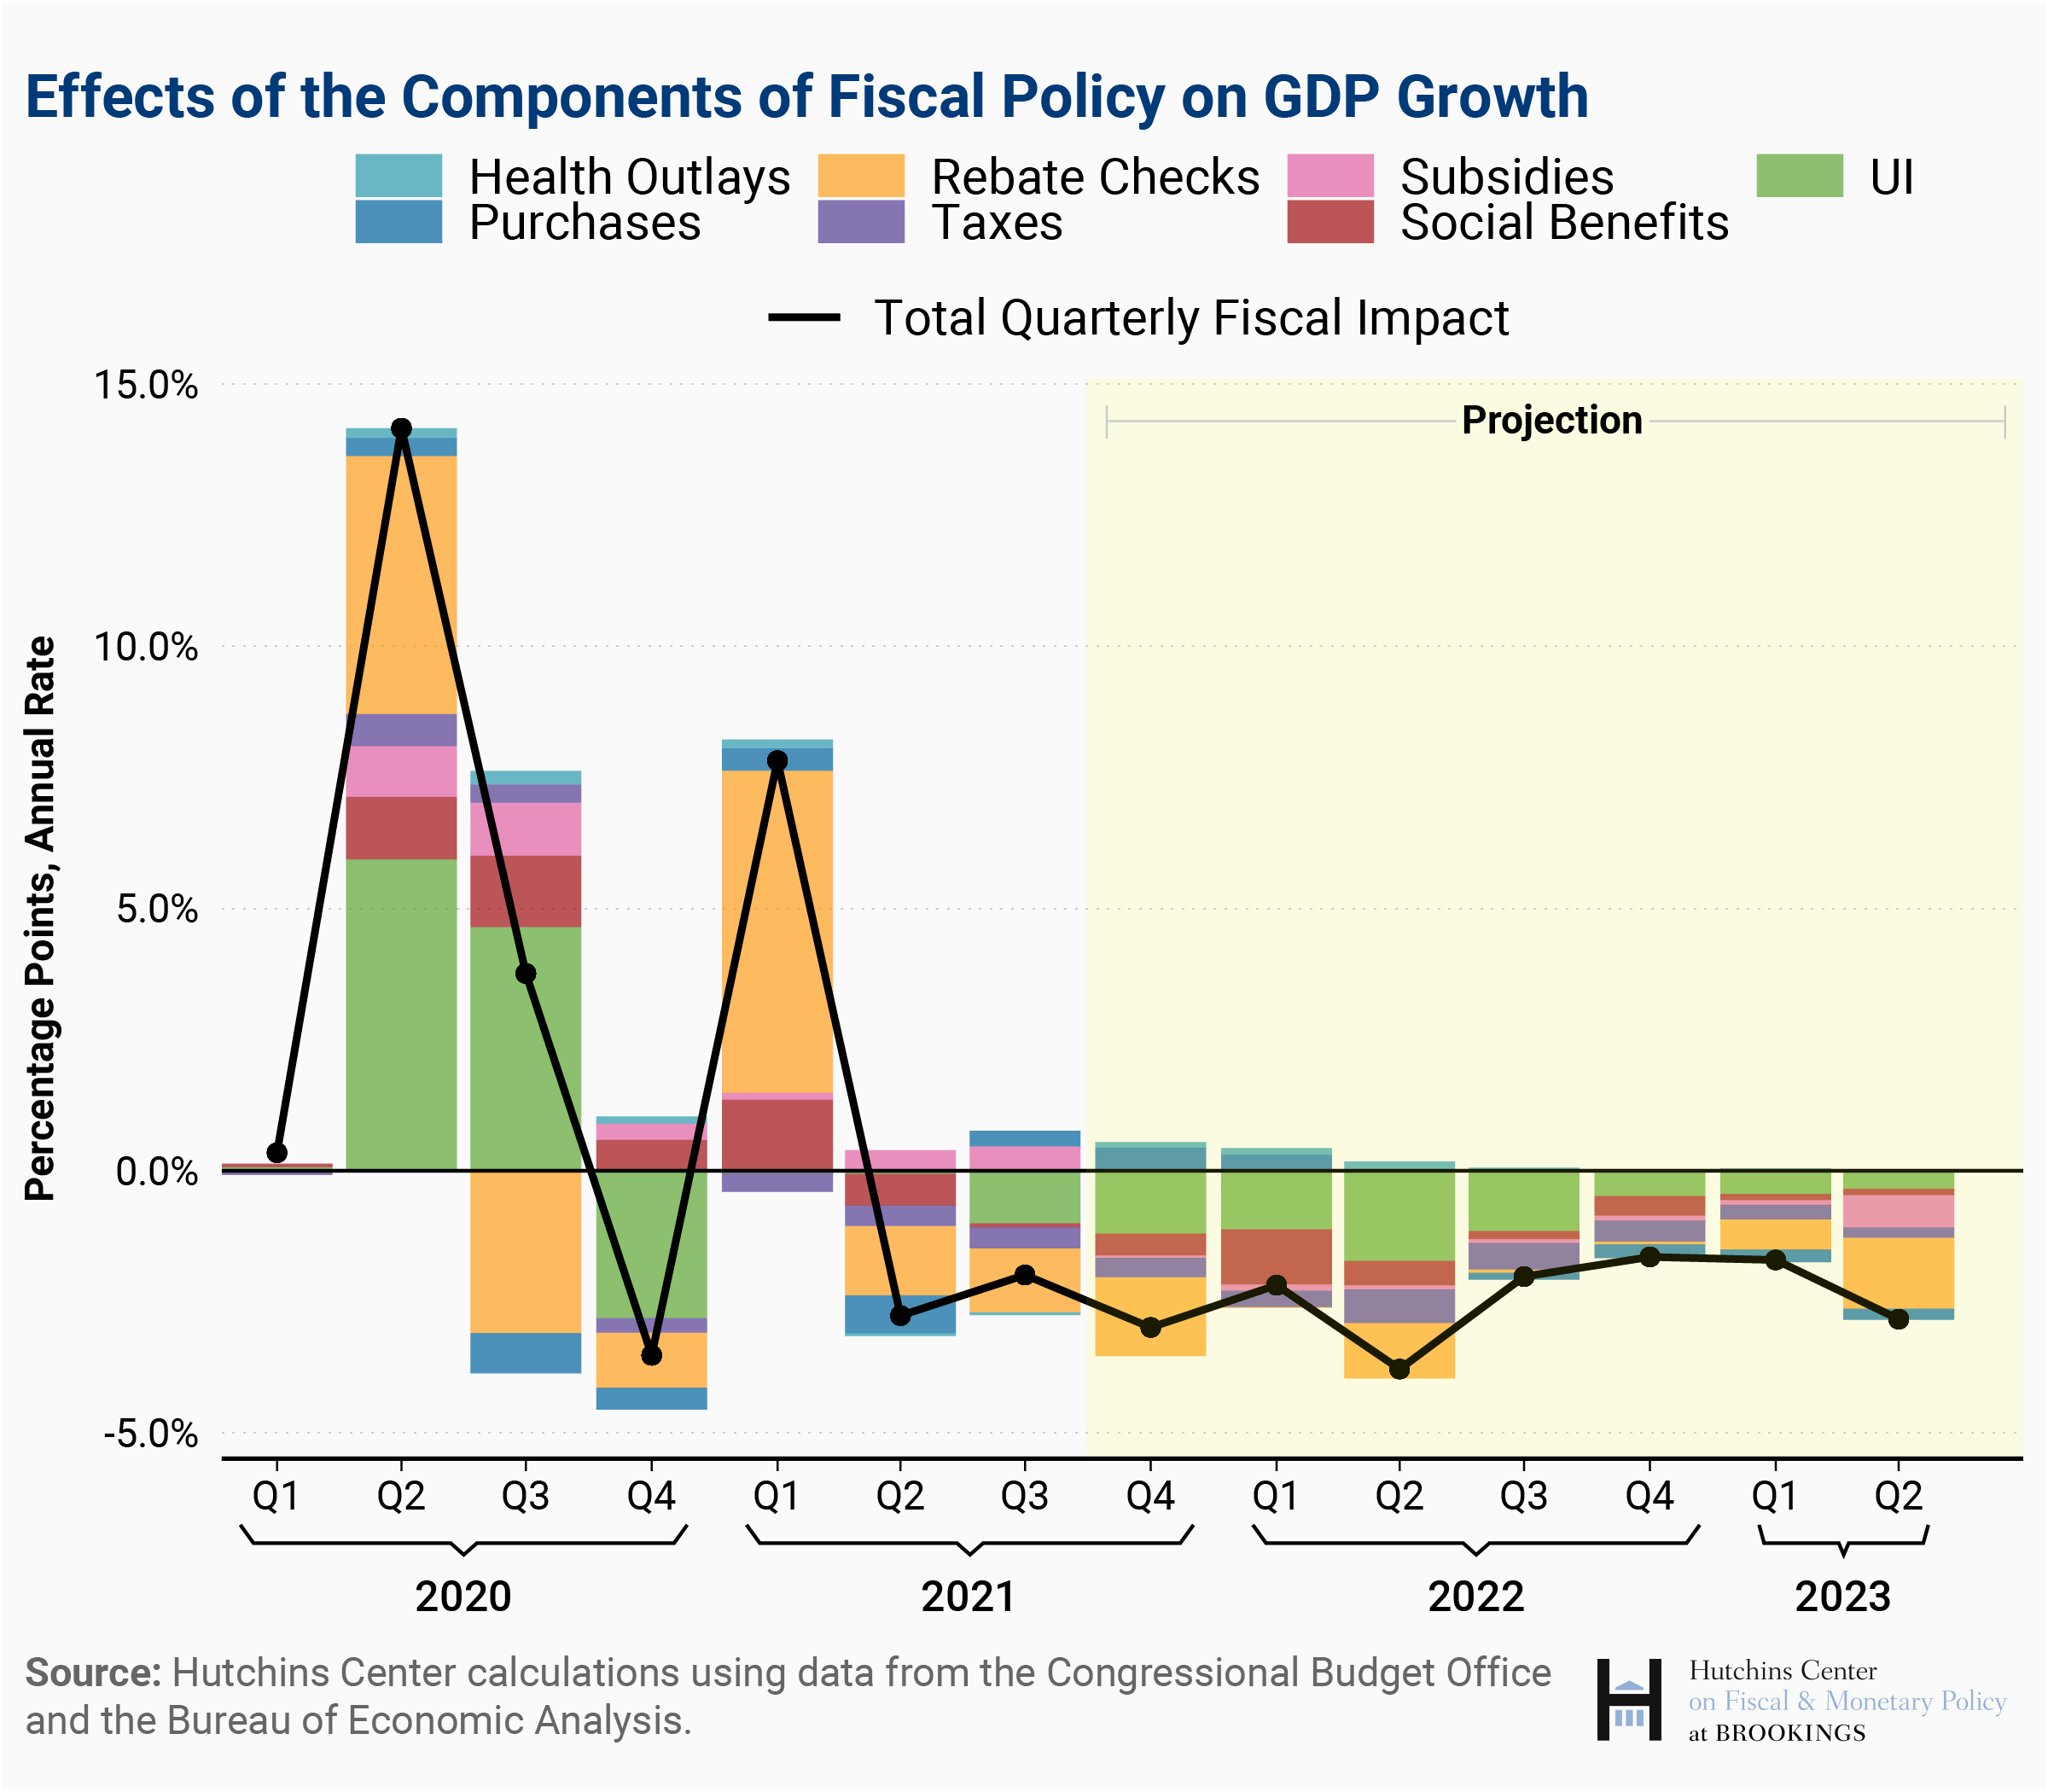 Effects of the Components of Fiscal Policy on GDP Growth
Health Outlays Rebate Checks Subsidies UI
Purchases Taxes Social Benefits
Total Quarterly Fiscal Impact
Percentage Points, Annual Rate
15.0%
10.0%
5.0%
0.0%
-5.0%
Projection
Q1 Q2 Q3 Q4 Q1 Q2 Q3 Q4 Q1 Q2 Q3 Q4 Q1 Q2
2020 2021 2022 2023
Source: Hutchins Center calculations using data from the Congressional Budget Office
and the Bureau of Economic Analysis.
Hutchins Center
on Fiscal & Monetary Policy
at BROOKINGS